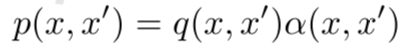 p(x, x′) = q(x, x′)α(x, x′)